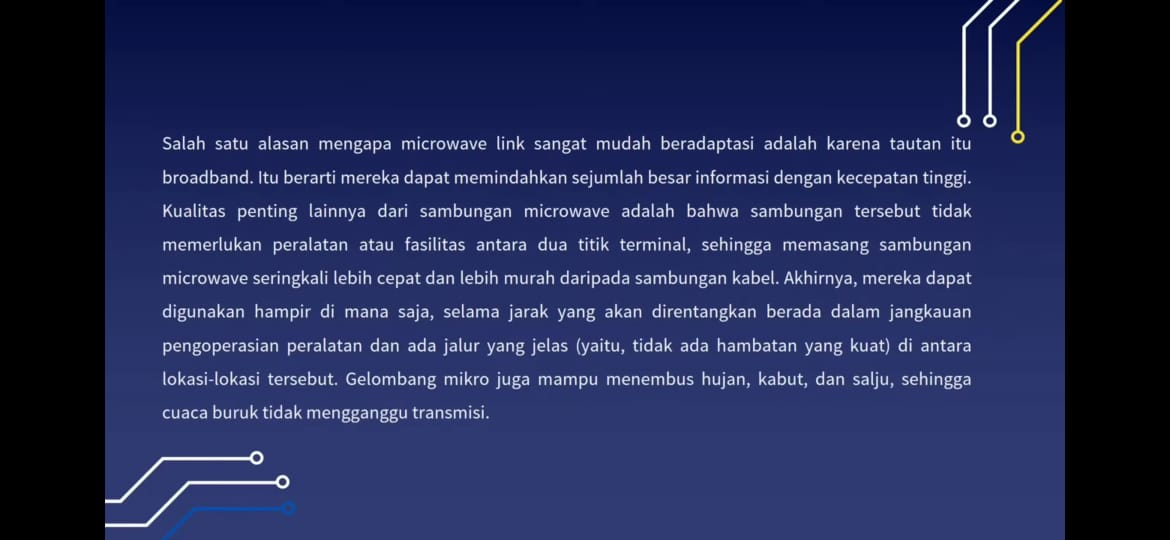 Salah satu alasan mengapa microwave link sangat mudah beradaptasi adalah karena tautan itu
broadband. Itu berarti mereka dapat memindahkan sejumlah besar informasi dengan kecepatan tinggi.
Kualitas penting lainnya dari sambungan microwave adalah bahwa sambungan tersebut tidak
memerlukan peralatan atau fasilitas antara dua titik terminal, sehingga memasang sambungan
microwave seringkali lebih cepat dan lebih murah daripada sambungan kabel. Akhirnya, mereka dapat
digunakan hampir di mana saja, selama jarak yang akan direntangkan berada dalam jangkauan
pengoperasian peralatan dan ada jalur yang jelas (yaitu, tidak ada hambatan yang kuat) di antara
lokasi-lokasi tersebut. Gelombang mikro juga mampu menembus hujan, kabut, dan salju, sehingga
cuaca buruk tidak mengganggu transmisi.